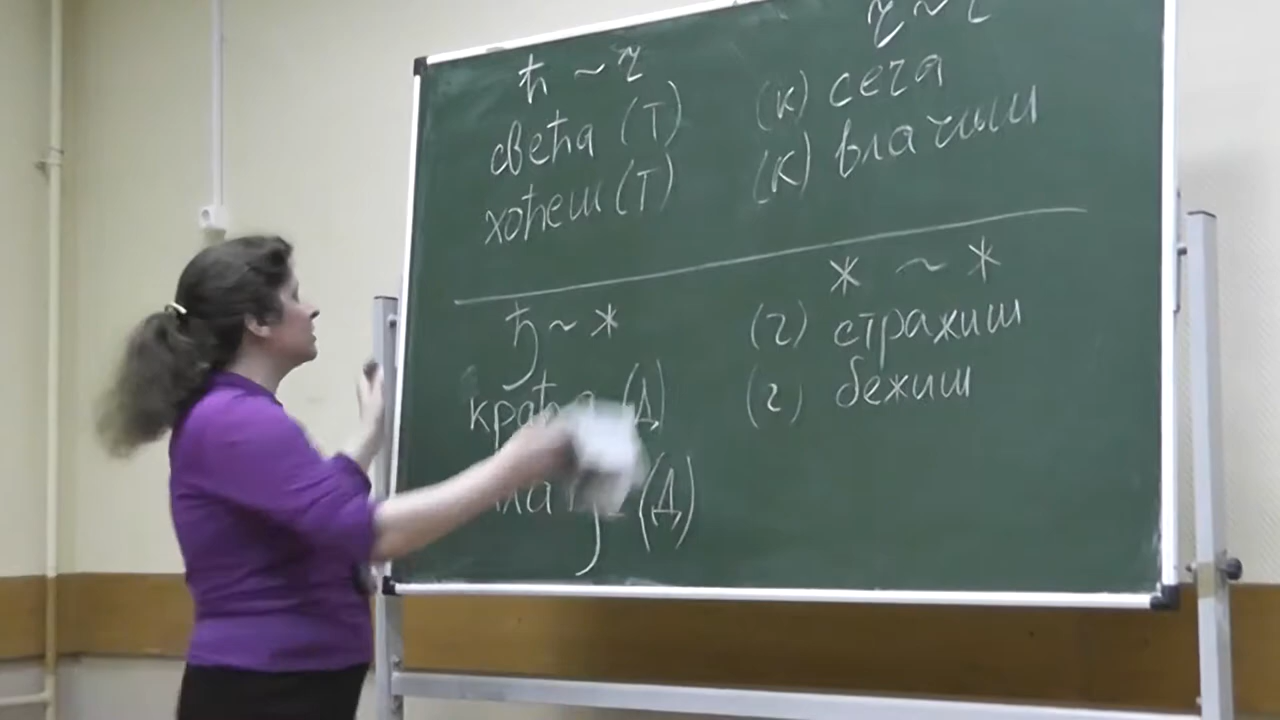 ћ ~ ч
свећа (т)
хоћеш (т)
ч ~ ч
(к) сеча
(к) влачиш
ђ ~ ж
(д)
(д)
ж ~ ж
(г) стражиш
(г) бежиш